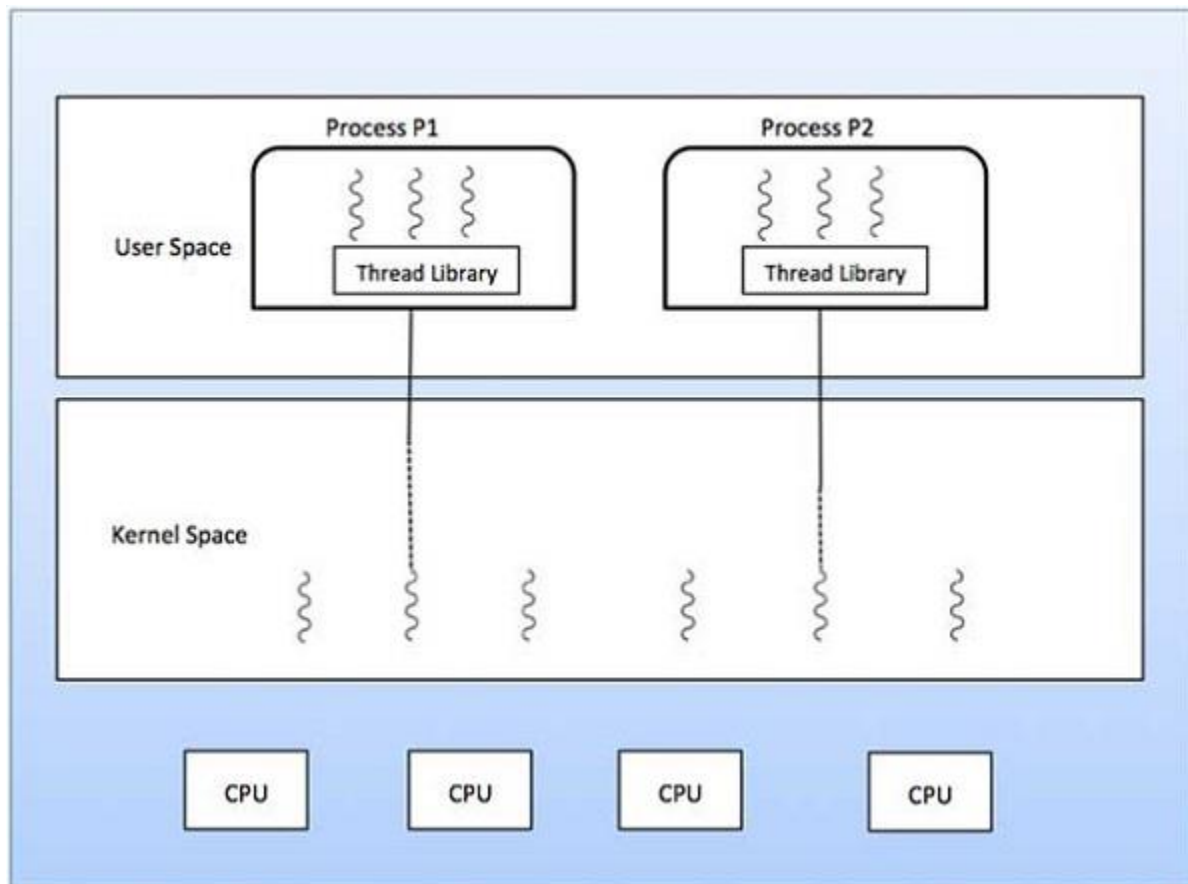 Process P1
Process P2
User Space
Thread Library
Thread Library
Kernel Space
CPU
CPU
CPU
CPU